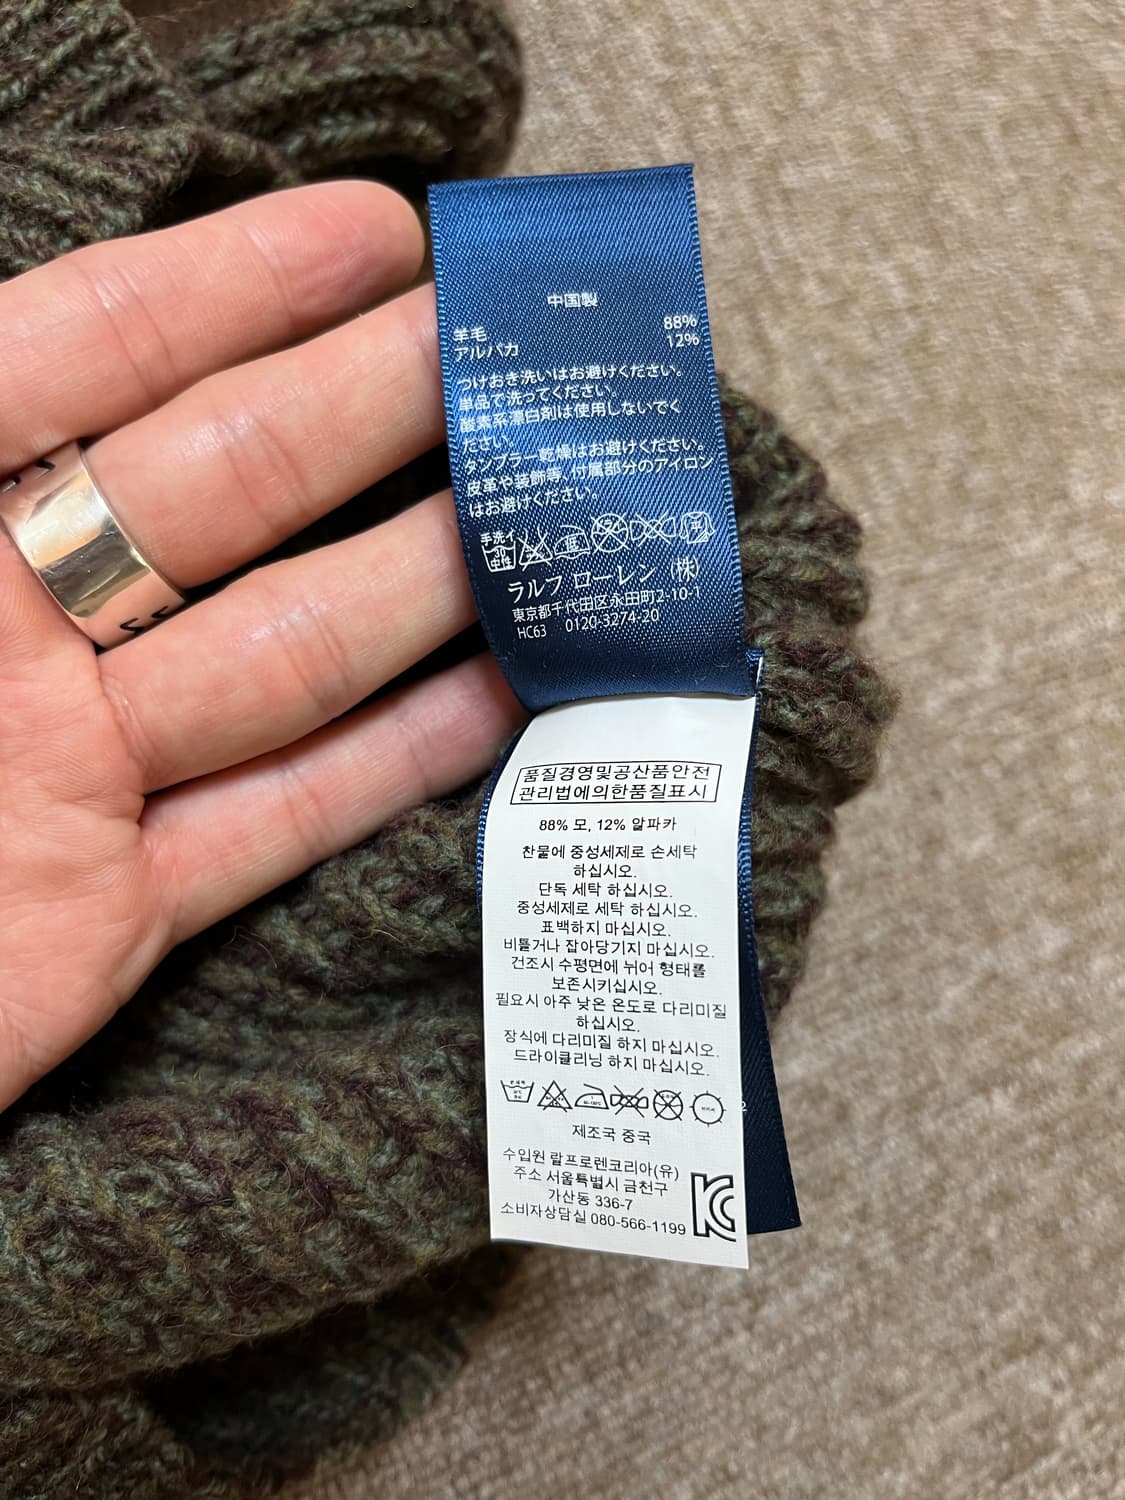 中国製
羊毛 88%
アルパカ 12%
つけおき洗いはお避けください。
単品で洗ってください。
酸素系漂白剤は使用しないでく
ださい。
タンブラー乾燥はお避けください。
皮革や装飾等、付属部分のアイロン
はお避けください。
手洗イ
30
中性
低
ラルフ ローレン (株)
東京都千代田区永田町2-10-1
HC63 0120-3274-20
품질경영및공산품안전
관리법에의한품질표시
88% 모, 12% 알파카
찬물에 중성세제로 손세탁
하십시오.
단독 세탁 하십시오.
중성세제로 세탁 하십시오.
표백하지 마십시오.
비틀거나 잡아당기지 마십시오.
건조시 수평면에 뉘어 형태를
보존시키십시오.
필요시 아주 낮은 온도로 다리미질
하십시오.
장식에 다리미질 하지 마십시오.
드라이클리닝 하지 마십시오.
제조국 중국
수입원 랄프로렌코리아(유)
주소 서울특별시 금천구
가산동 336-7
소비자상담실 080-566-1199
KC
2